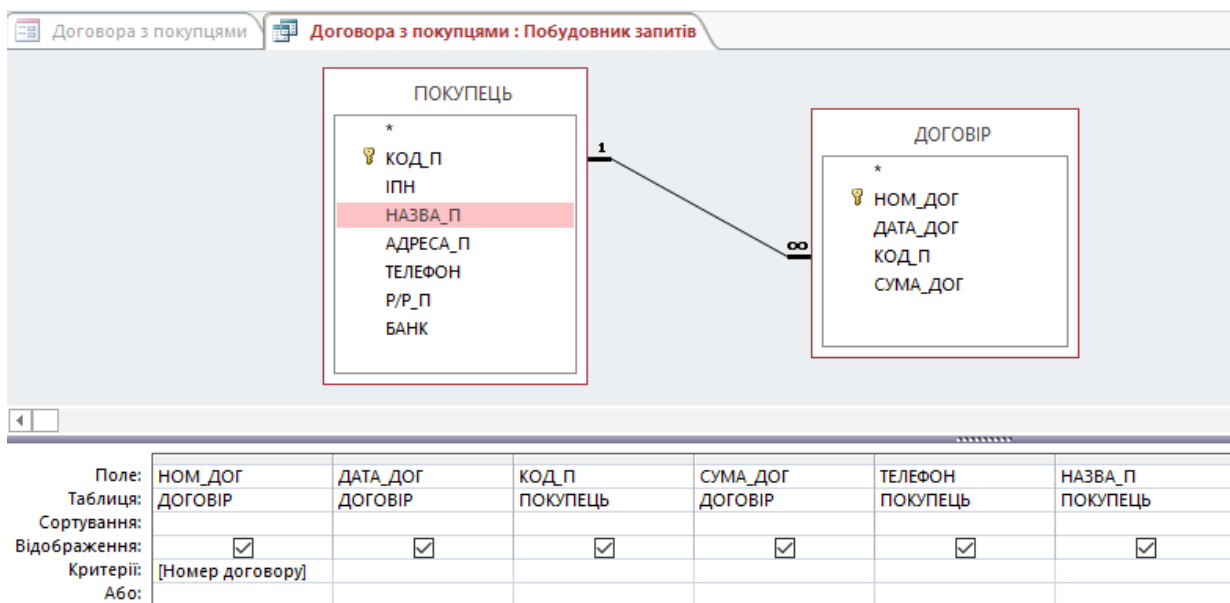 Договора з покупцями
Договора з покупцями : Побудовник запитів
ПОКУПЕЦЬ
*
КОД_П
ІПН
НАЗВА_П
АДРЕСА_П
ТЕЛЕФОН
Р/Р_П
БАНК
1
∞
ДОГОВІР
*
НОМ_ДОГ
ДАТА_ДОГ
КОД_П
СУМА_ДОГ
Поле: НОМ_ДОГ ДАТА_ДОГ КОД_П СУМА_ДОГ ТЕЛЕФОН НАЗВА_П
Таблиця: ДОГОВІР ДОГОВІР ПОКУПЕЦЬ ДОГОВІР ПОКУПЕЦЬ ПОКУПЕЦЬ
Сортування:
Відображення:
Критерії: [Номер договору]
Або: